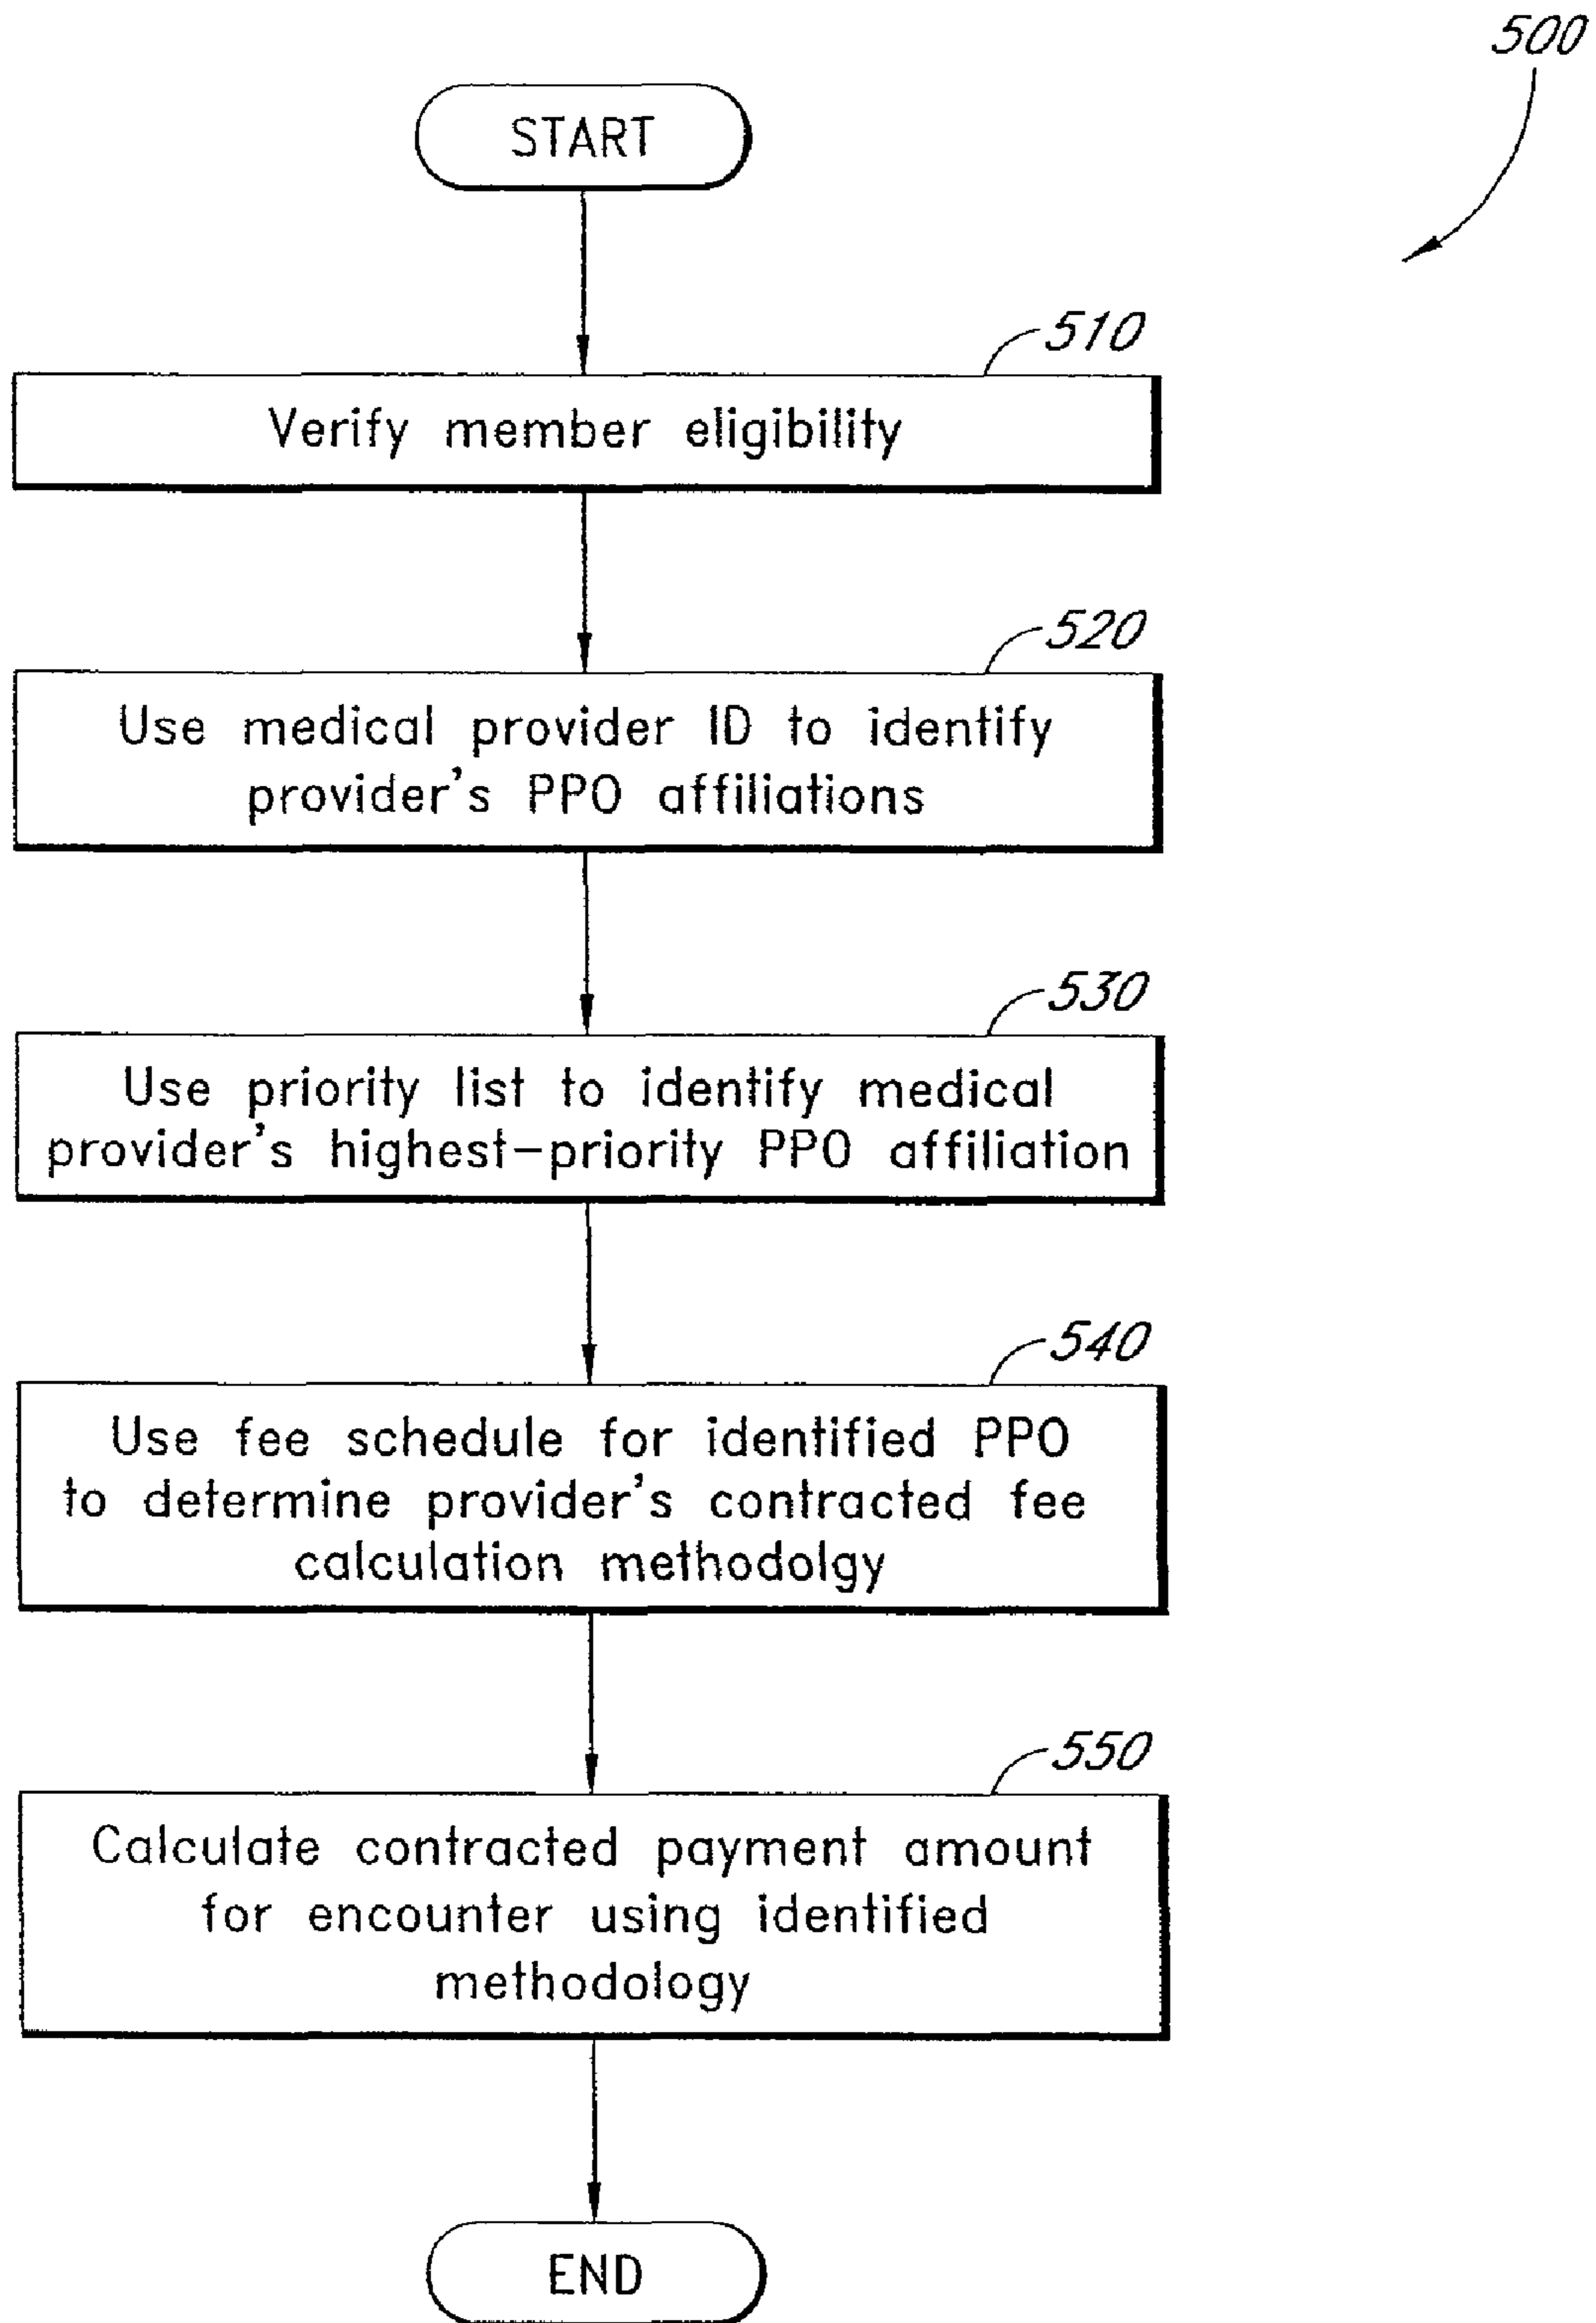 500
START
510
Verify member eligibility
520
Use medical provider ID to identify
provider's PPO affiliations
530
Use priority list to identify medical
provider's highest-priority PPO affiliation
540
Use fee schedule for identified PPO
to determine provider's contracted fee
calculation methodolgy
550
Calculate contracted payment amount
for encounter using identified
methodology
END